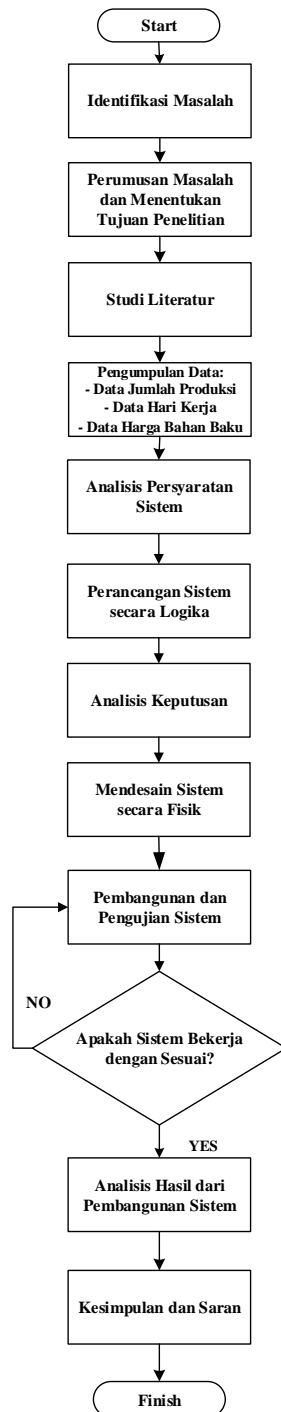 Start
Identifikasi Masalah
Perumusan Masalah
dan Menentukan
Tujuan Penelitian
Studi Literatur
Pengumpulan Data:
- Data Jumlah Produksi
- Data Hari Kerja
- Data Harga Bahan Baku
Analisis Persyaratan
Sistem
Perancangan Sistem
secara Logika
Analisis Keputusan
Mendesain Sistem
secara Fisik
Pembangunan dan
Pengujian Sistem
NO
Apakah Sistem Bekerja
dengan Sesuai?
YES
Analisis Hasil dari
Pembangunan Sistem
Kesimpulan dan Saran
Finish